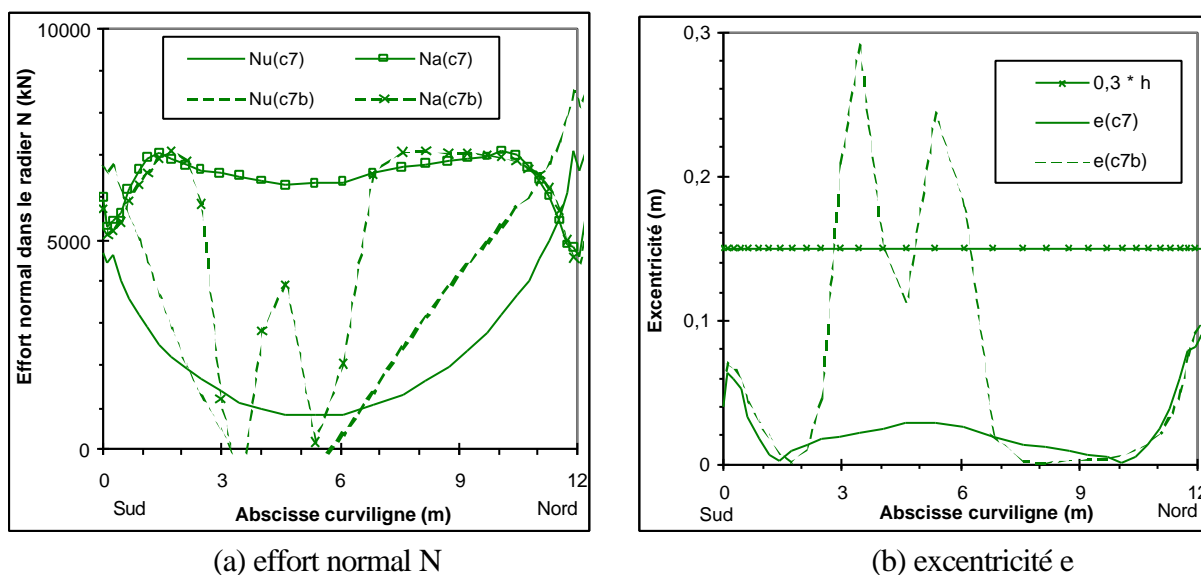 10000
5000
0
Effort normal dans le radier N (kN)
Nu(c7)
Na(c7)
Nu(c7b)
Na(c7b)
0
3
6
9
12
Sud
Abscisse curviligne (m)
Nord
(a) effort normal N
0,3
0,2
0,1
0
Excentricité (m)
0,3 * h
e(c7)
e(c7b)
0
3
6
9
12
Sud
Abscisse curviligne (m)
Nord
(b) excentricité e